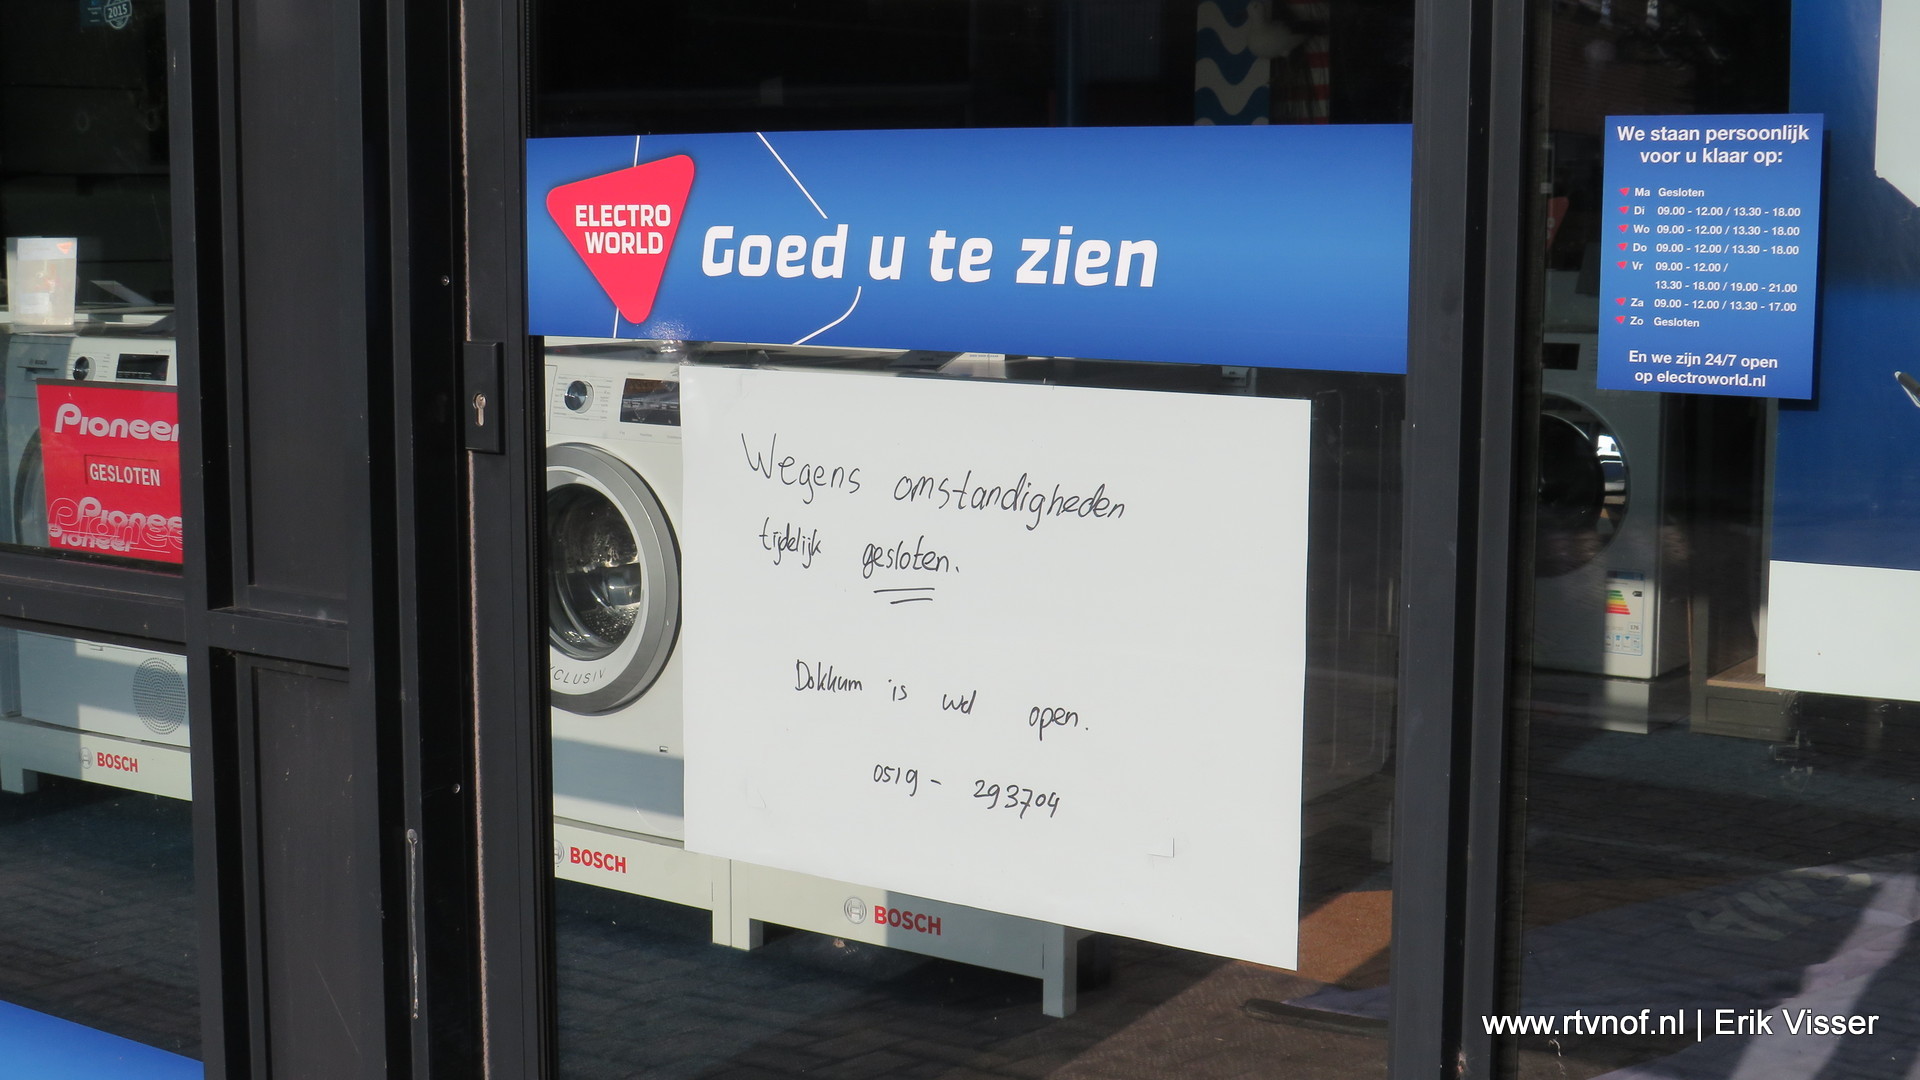 2015
ELECTRO
WORLD
Goed u te zien
We staan persoonlijk
voor u klaar op:
Ma Gesloten
Di 09.00 - 12.00 / 13.30 - 18.00
Wo 09.00 - 12.00 / 13.30 - 18.00
Do 09.00 - 12.00 / 13.30 - 18.00
Vr 09.00 - 12.00 /
13.30 - 18.00 / 19.00 - 21.00
Za 09.00 - 12.00 / 13.30 - 17.00
Zo Gesloten
En we zijn 24/7 open
op electroworld.nl
Pioneer
GESLOTEN
Pioneer
Pioneer
Wegens omstandigheden
tijdelijk gesloten.
Dokkum is wel open.
0519 - 293704
BOSCH
BOSCH
BOSCH
www.rtvnof.nl | Erik Visser